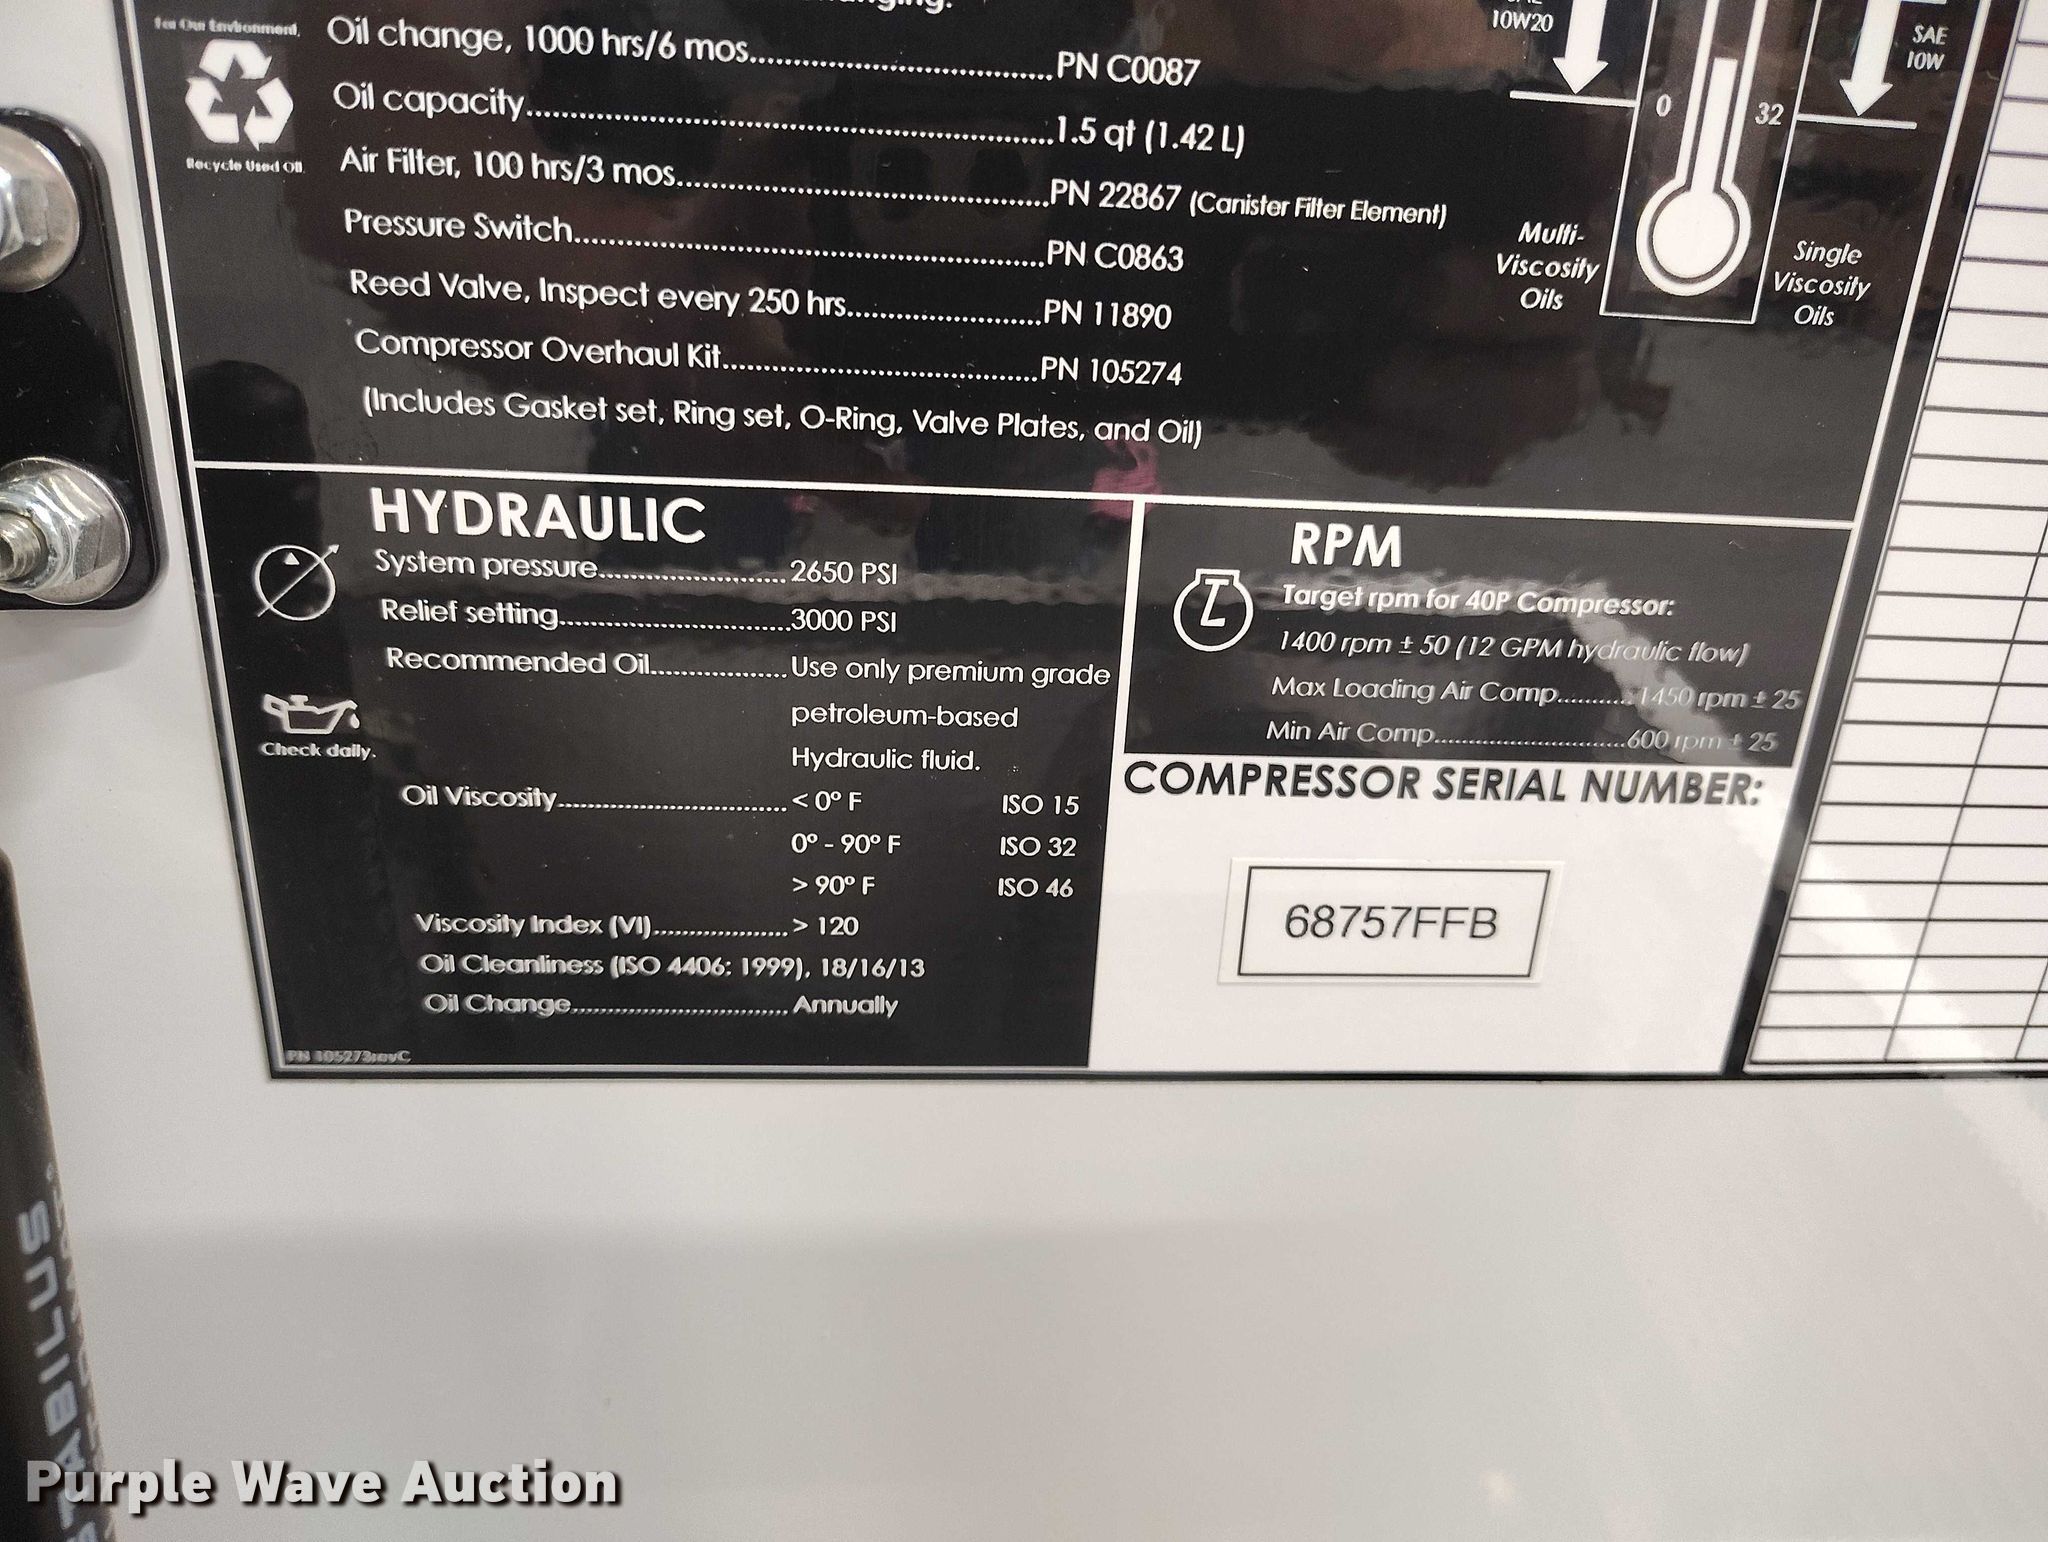 Oil change, 1000 hrs/6 mos. PN C0087
Oil capacity 1.5 qt (1.42 L)
Air Filter, 100 hrs/3 mos. PN 22867 (Canister Filter Element)
Pressure Switch PN C0863
Reed Valve, Inspect every 250 hrs. PN 11890
Compressor Overhaul Kit PN 105274
(Includes Gasket set, Ring set, O-Ring, Valve Plates, and Oil)
Recycle Used Oil.
10W20
SAE
10W
0
32
Multi-
Viscosity
Oils
Single
Viscosity
Oils
HYDRAULIC
System pressure 2650 PSI
Relief setting 3000 PSI
Recommended Oil Use only premium grade
petroleum-based
Hydraulic fluid.
Check daily.
Oil Viscosity < 0º F ISO 15
0º - 90º F ISO 32
> 90º F ISO 46
Viscosity Index (VI) > 120
Oil Cleanliness (ISO 4406: 1999), 18/16/13
Oil Change Annually
PN 105273revC
RPM
Target rpm for 40P Compressor:
1400 rpm ± 50 (12 GPM hydraulic flow)
Max Loading Air Comp. 1450 rpm ± 25
Min Air Comp. 600 rpm ± 25
COMPRESSOR SERIAL NUMBER:
68757FFB
STABILUS
Purple Wave Auction